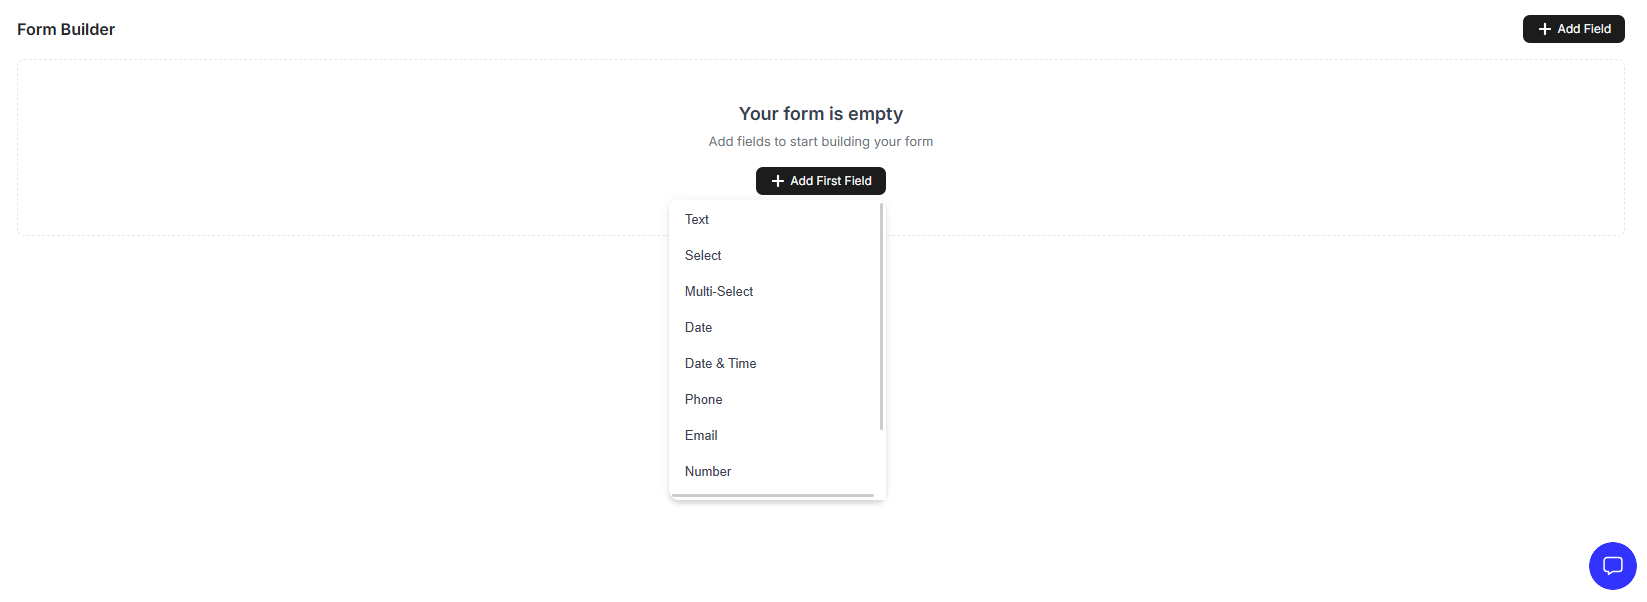 Form Builder
Add Field
Your form is empty
Add fields to start building your form
Add First Field
Text
Select
Multi-Select
Date
Date & Time
Phone
Email
Number